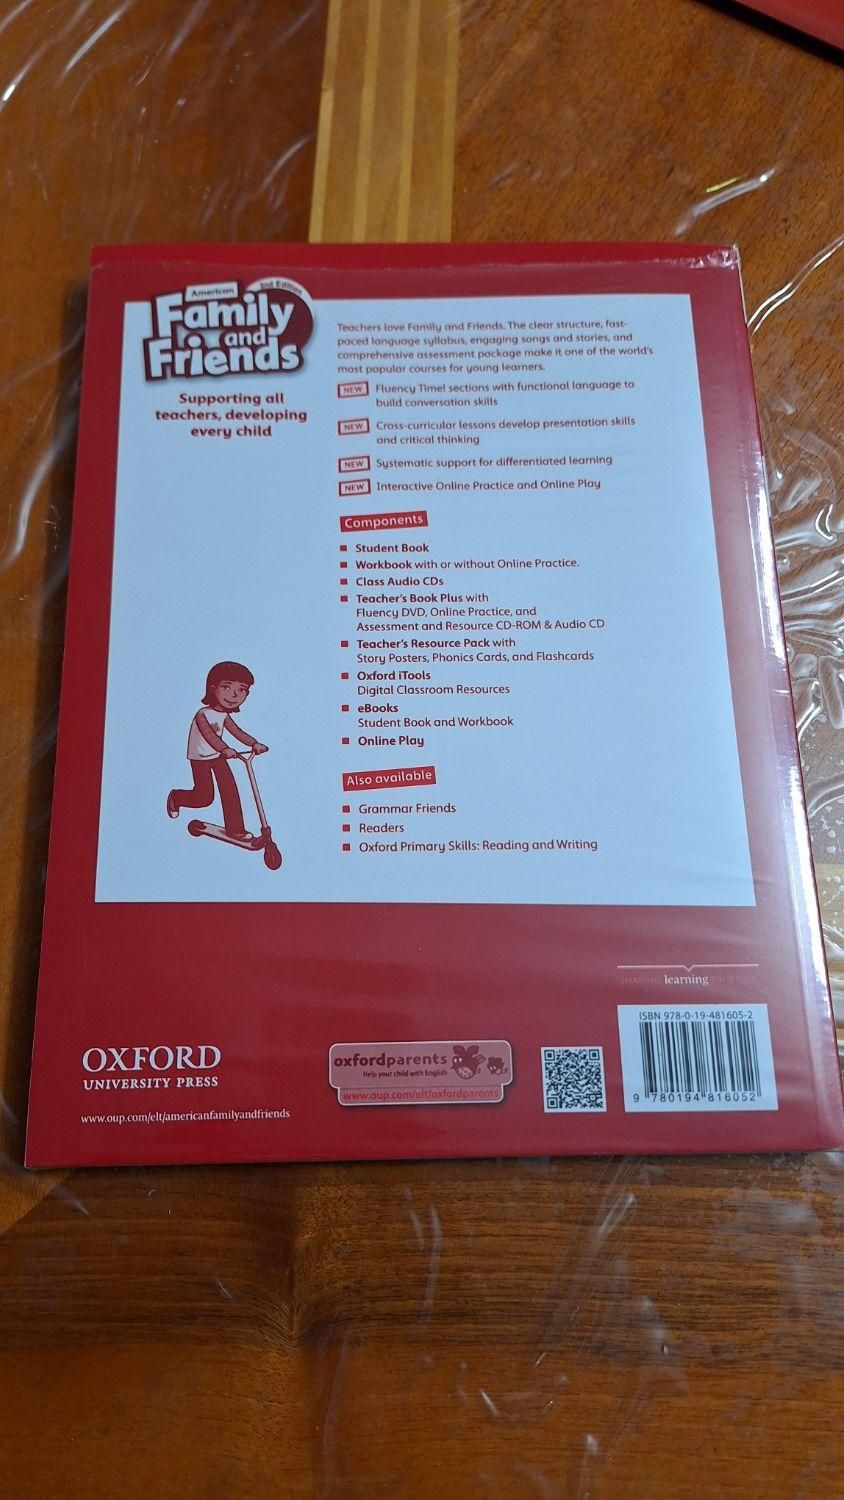 American
2nd Edition
Family
and
Friends
Supporting all
teachers, developing
every child
Teachers love Family and Friends. The clear structure, fast-
paced language syllabus, engaging songs and stories, and
comprehensive assessment package make it one of the world's
most popular courses for young learners.
NEW Fluency Time! sections with functional language to
build conversation skills
NEW Cross-curricular lessons develop presentation skills
and critical thinking
NEW Systematic support for differentiated learning
NEW Interactive Online Practice and Online Play
Components
Student Book
Workbook with or without Online Practice.
Class Audio CDs
Teacher's Book Plus with
Fluency DVD, Online Practice, and
Assessment and Resource CD-ROM & Audio CD
Teacher's Resource Pack with
Story Posters, Phonics Cards, and Flashcards
Oxford iTools
Digital Classroom Resources
eBooks
Student Book and Workbook
Online Play
Also available
Grammar Friends
Readers
Oxford Primary Skills: Reading and Writing
SHAPING learning TOGETHER
OXFORD
UNIVERSITY PRESS
www.oup.com/elt/americanfamilyandfriends
oxfordparents
Help your child with English
www.oup.com/elt/oxfordparents
ISBN 978-0-19-481605-2
9 780194 816052